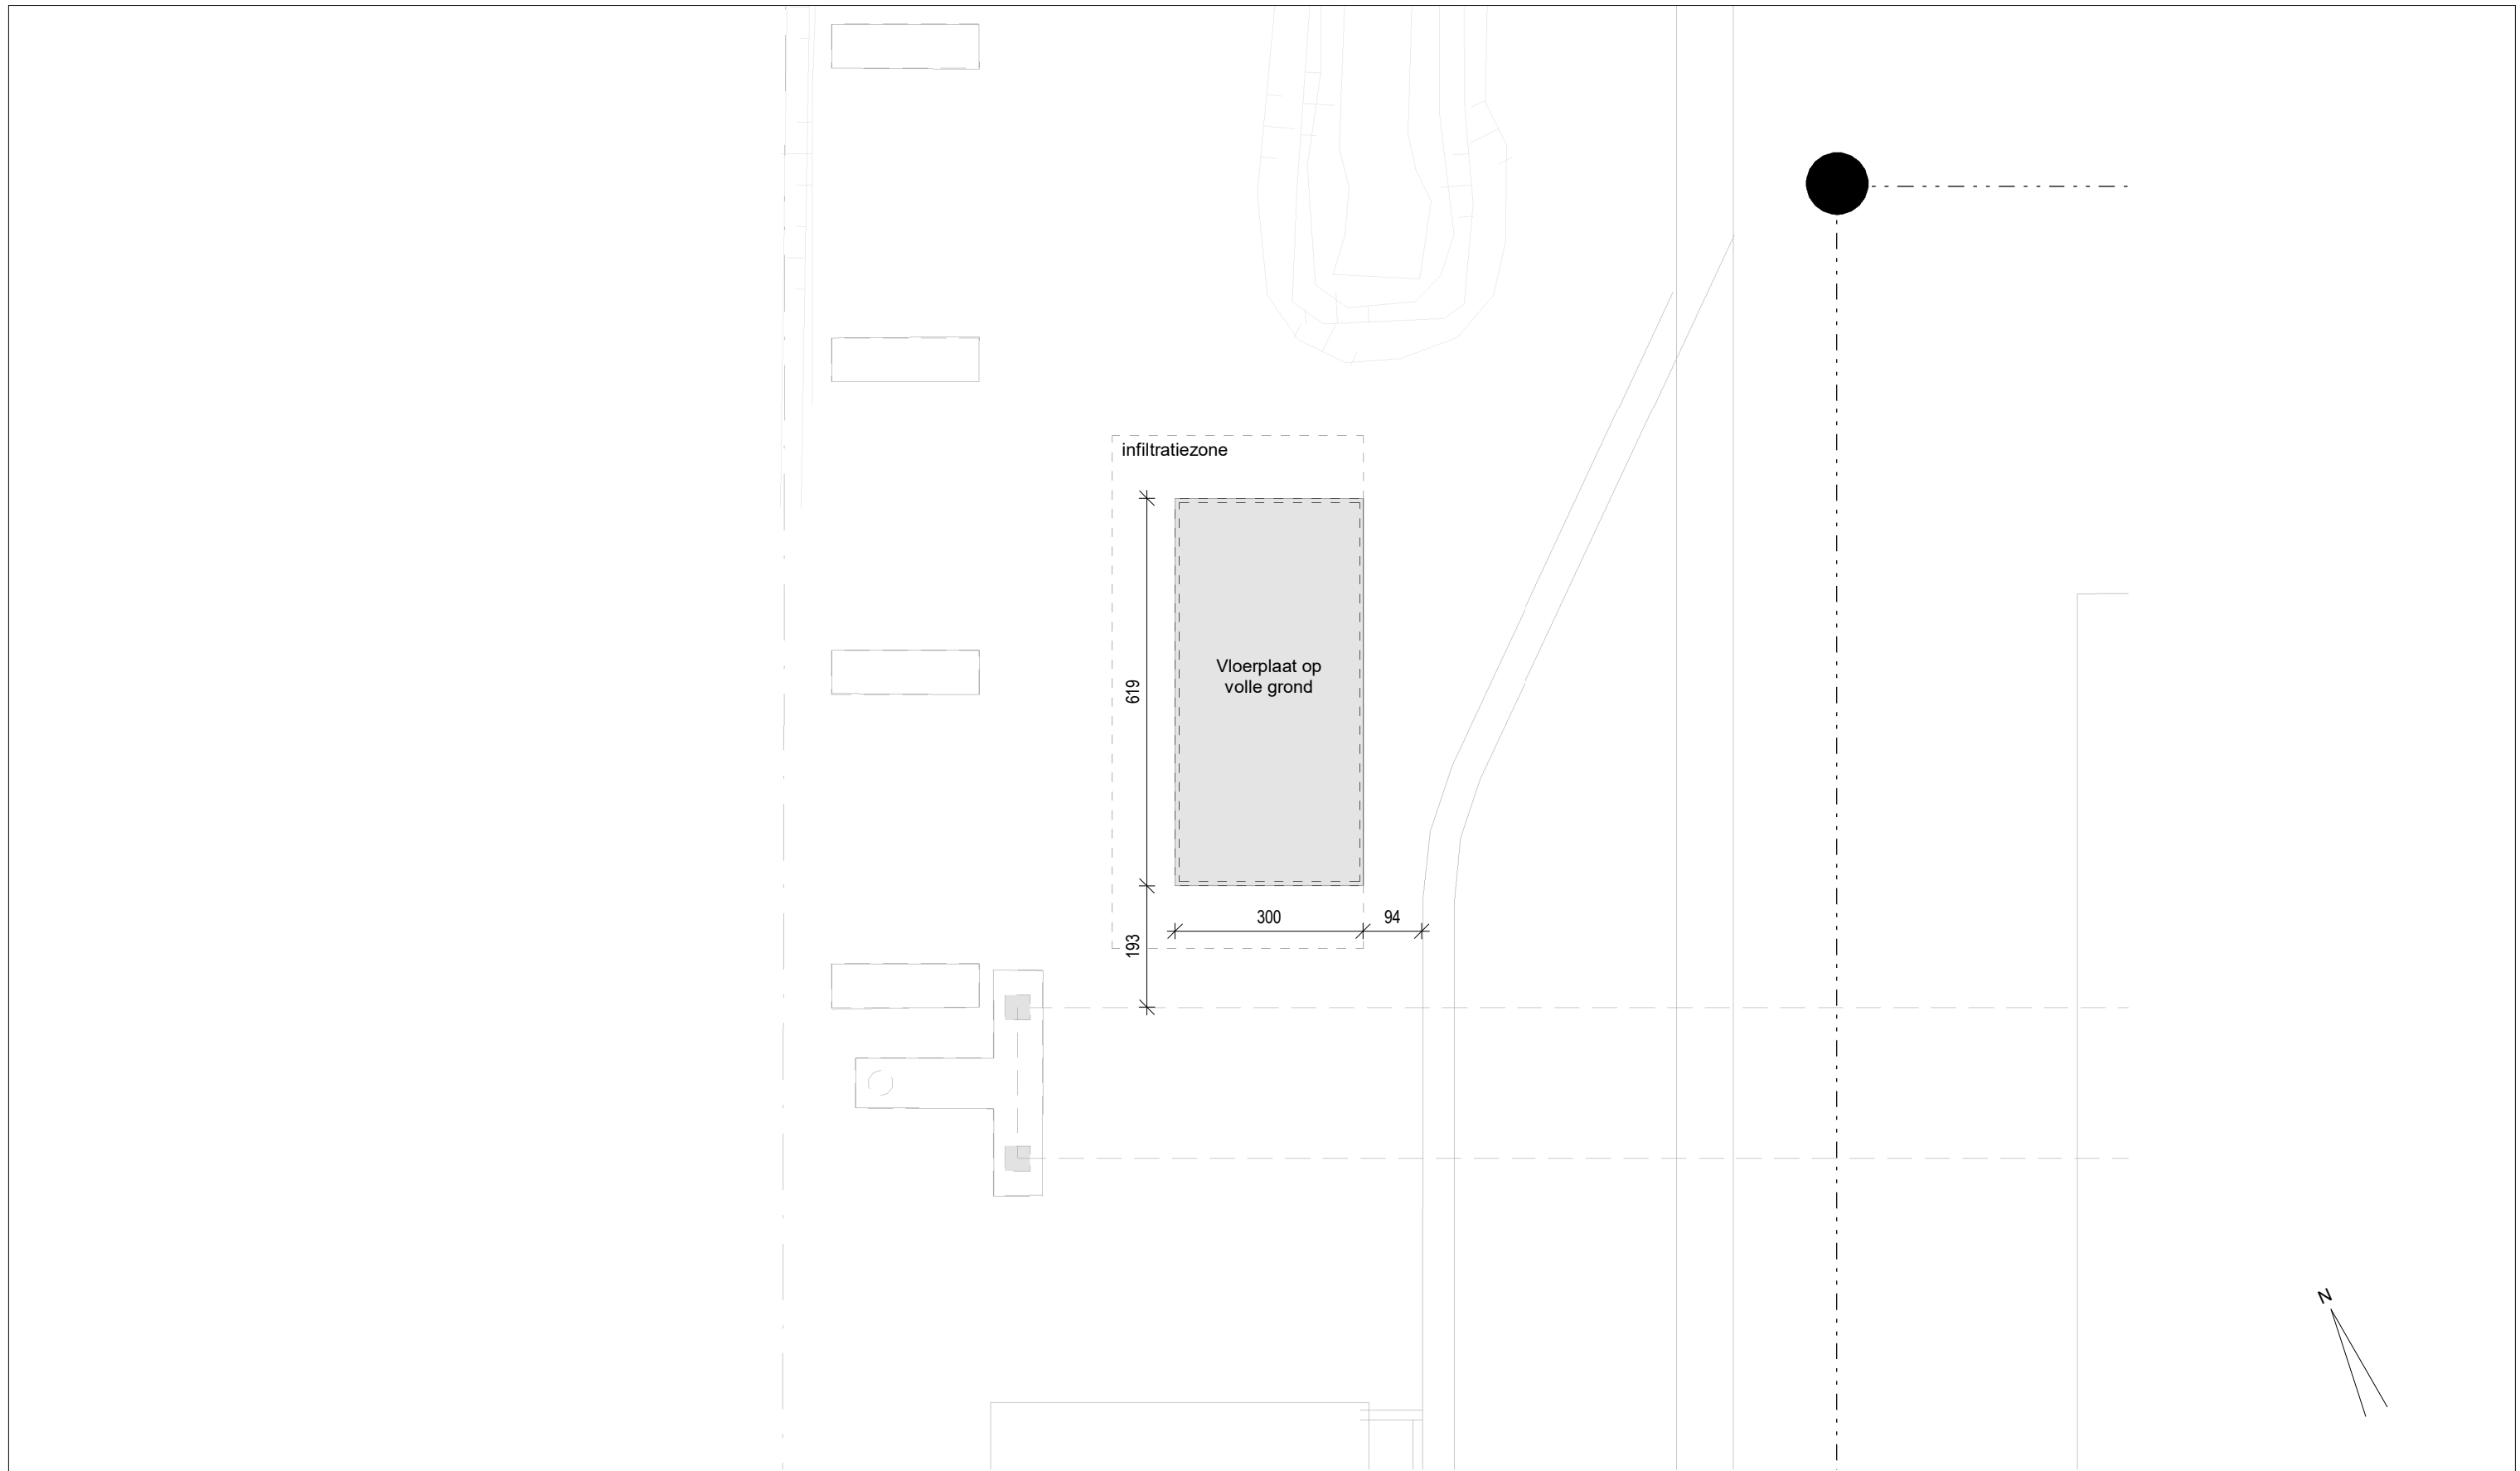 infiltratiezone
Vloerplaat op
volle grond
619
300
94
193
N